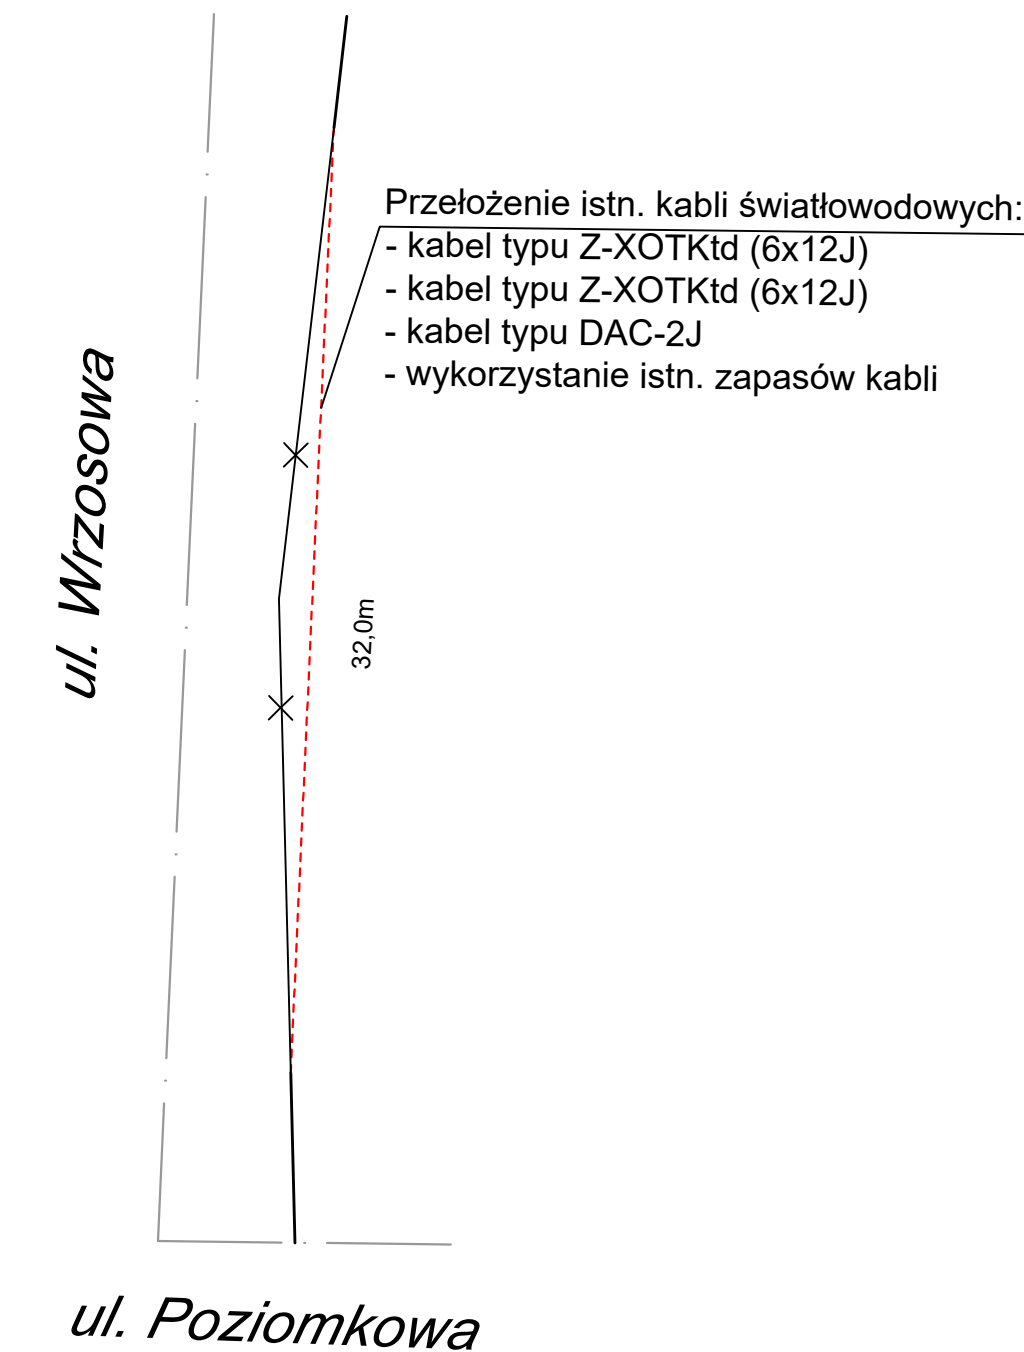 Przełożenie istn. kabli światłowodowych:
- kabel typu Z-XOTKtd (6x12J)
- kabel typu Z-XOTKtd (6x12J)
- kabel typu DAC-2J
- wykorzystanie istn. zapasów kabli
ul. Wrzosowa
32,0m
ul. Poziomkowa